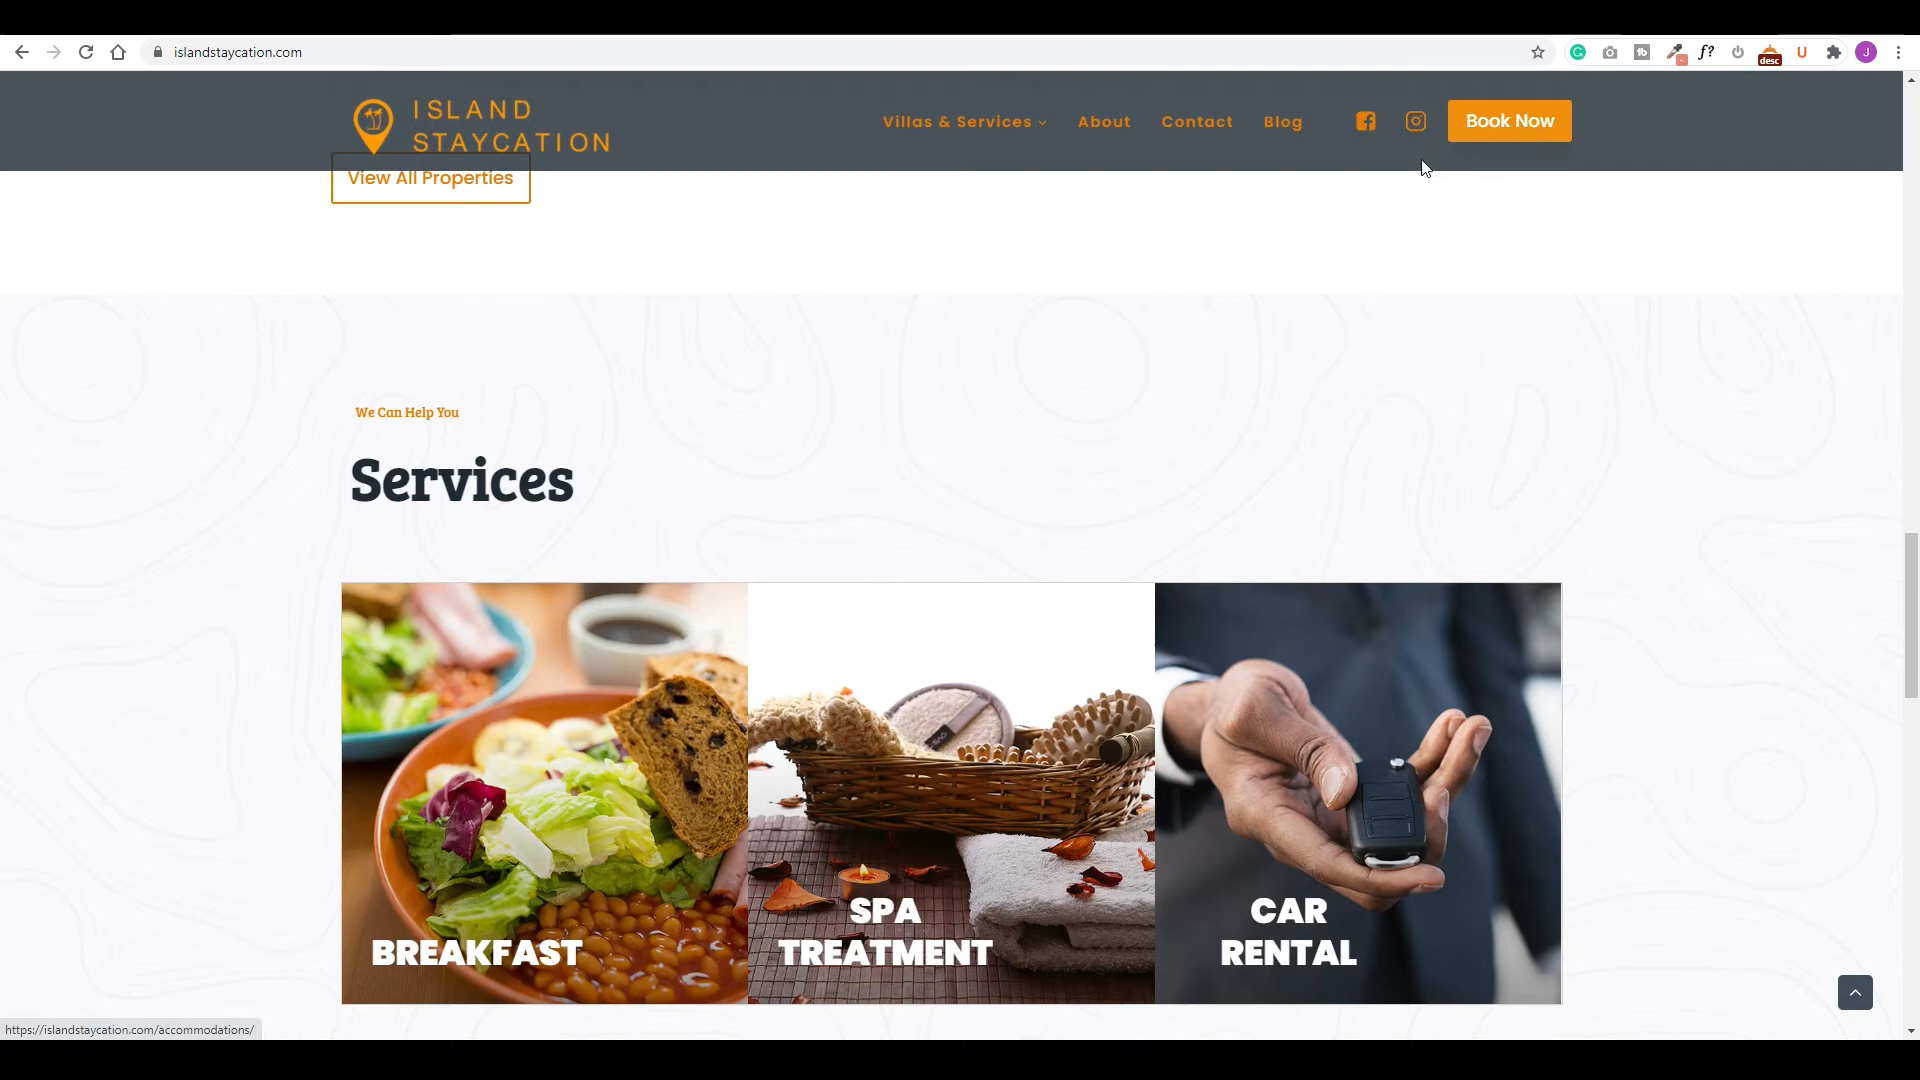 islandstaycation.com
desc
f?
U
J
ISLAND
STAYCATION
Villas & Services
About
Contact
Blog
Book Now
View All Properties
We Can Help You
Services
BREAKFAST
SPA
TREATMENT
CAR
RENTAL
https://islandstaycation.com/accommodations/